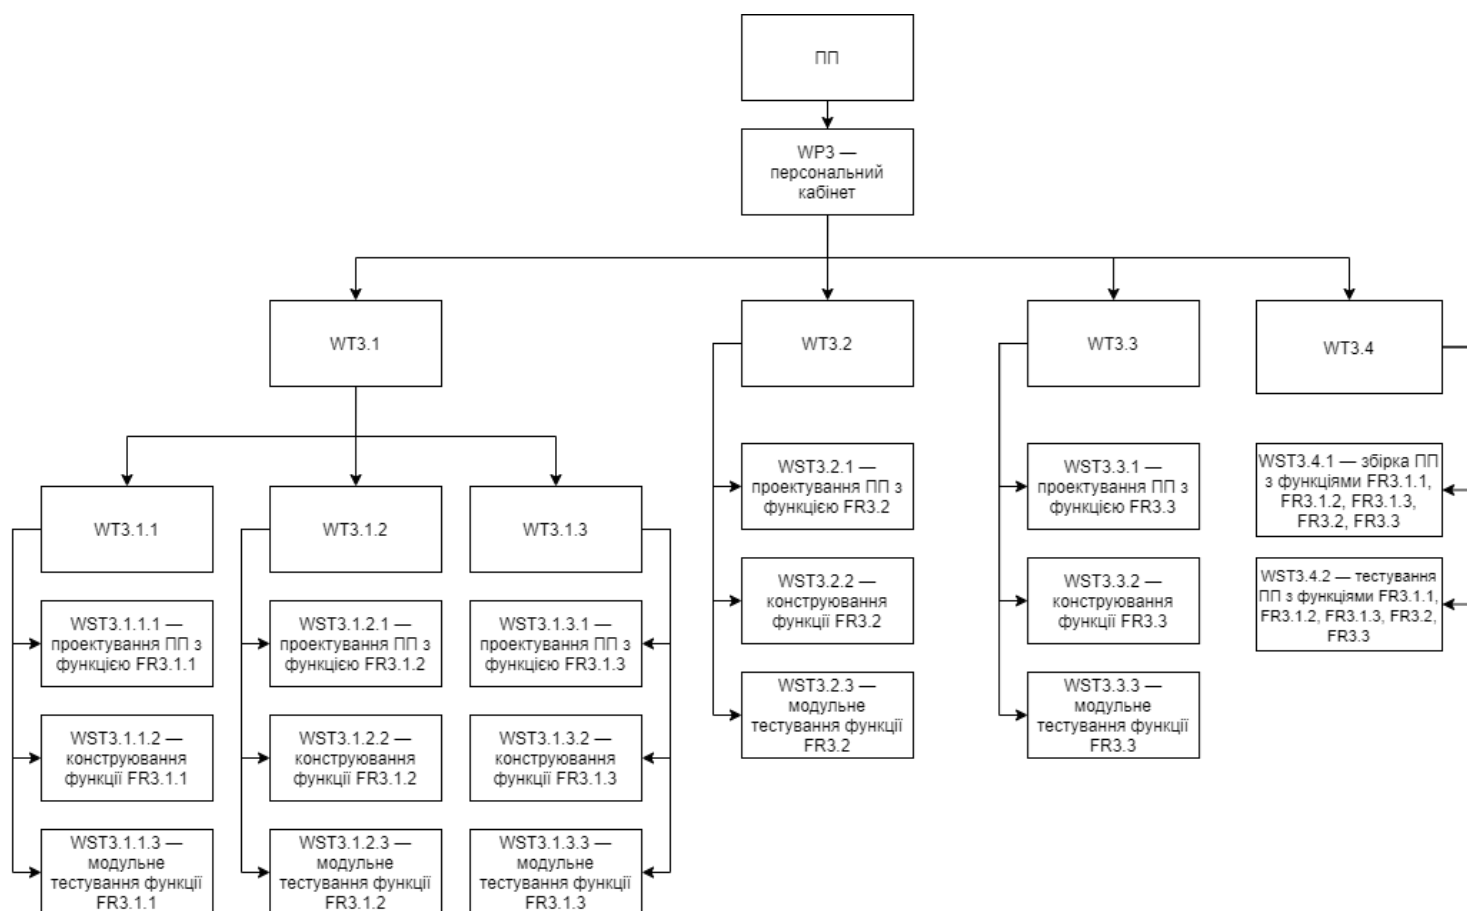 ПП
WP3 —
персональний
кабінет
WT3.1
WT3.2
WT3.3
WT3.4
WT3.1.1
WT3.1.2
WT3.1.3
WST3.1.1.1 —
проектування ПП з
функцією FR3.1.1
WST3.1.1.2 —
конструювання
функції FR3.1.1
WST3.1.1.3 —
модульне
тестування функції
FR3.1.1
WST3.1.2.1 —
проектування ПП з
функцією FR3.1.2
WST3.1.2.2 —
конструювання
функції FR3.1.2
WST3.1.2.3 —
модульне
тестування функції
FR3.1.2
WST3.1.3.1 —
проектування ПП з
функцією FR3.1.3
WST3.1.3.2 —
конструювання
функції FR3.1.3
WST3.1.3.3 —
модульне
тестування функції
FR3.1.3
WST3.2.1 —
проектування ПП з
функцією FR3.2
WST3.2.2 —
конструювання
функції FR3.2
WST3.2.3 —
модульне
тестування функції
FR3.2
WST3.3.1 —
проектування ПП з
функцією FR3.3
WST3.3.2 —
конструювання
функції FR3.3
WST3.3.3 —
модульне
тестування функції
FR3.3
WST3.4.1 — збірка ПП
з функціями FR3.1.1,
FR3.1.2, FR3.1.3,
FR3.2, FR3.3
WST3.4.2 — тестування
ПП з функціями FR3.1.1,
FR3.1.2, FR3.1.3, FR3.2,
FR3.3